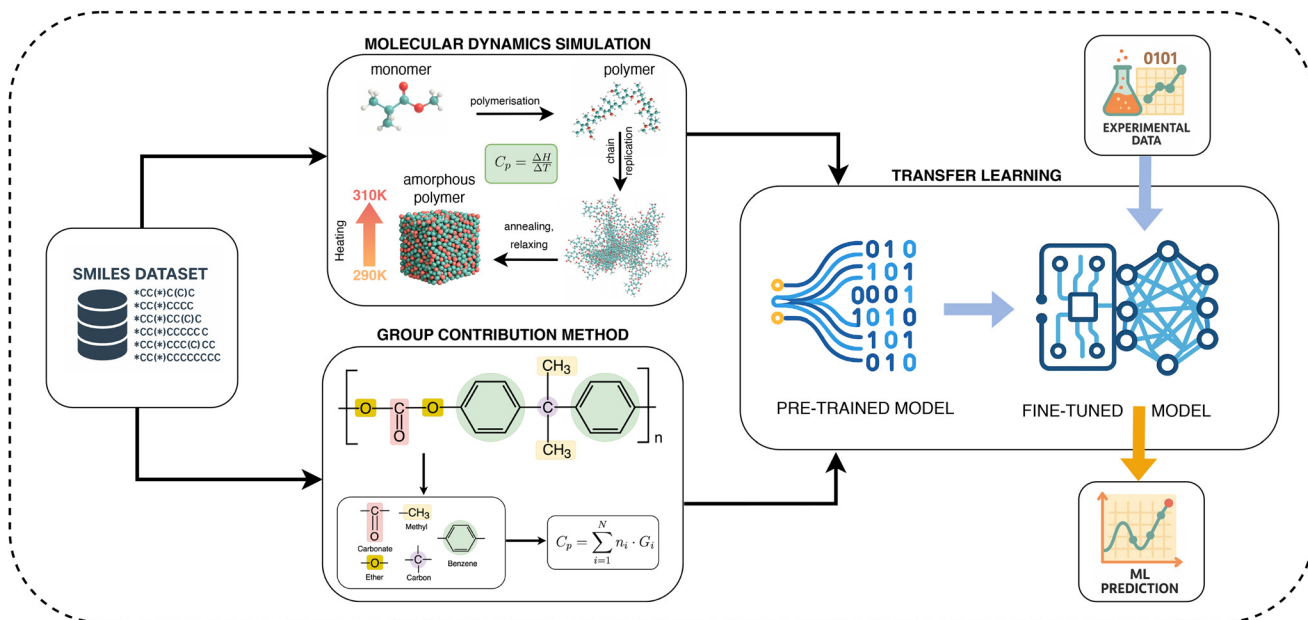 MOLECULAR DYNAMICS SIMULATION
monomer
polymer
polymerisation
C_p = ΔH/ΔT
chain
replication
310K
Heating
290K
amorphous
polymer
annealing,
relaxing
SMILES DATASET
*CC(*)C(C)C
*CC(*)CCCC
*CC(*)CC(C)C
*CC(*)CCCCCC
*CC(*)CCC(C)CC
*CC(*)CCCCCCCC
GROUP CONTRIBUTION METHOD
CH₃
O C O C
O
CH₃
n
C
O
Carbonate
CH₃
Methyl
O
Ether
C
Carbon
Benzene
C_p = ∑_{i=1}^{N} n_i · G_i
0101
EXPERIMENTAL
DATA
TRANSFER LEARNING
010
101
0001
1010
101
010
PRE-TRAINED MODEL
FINE-TUNED MODEL
ML
PREDICTION